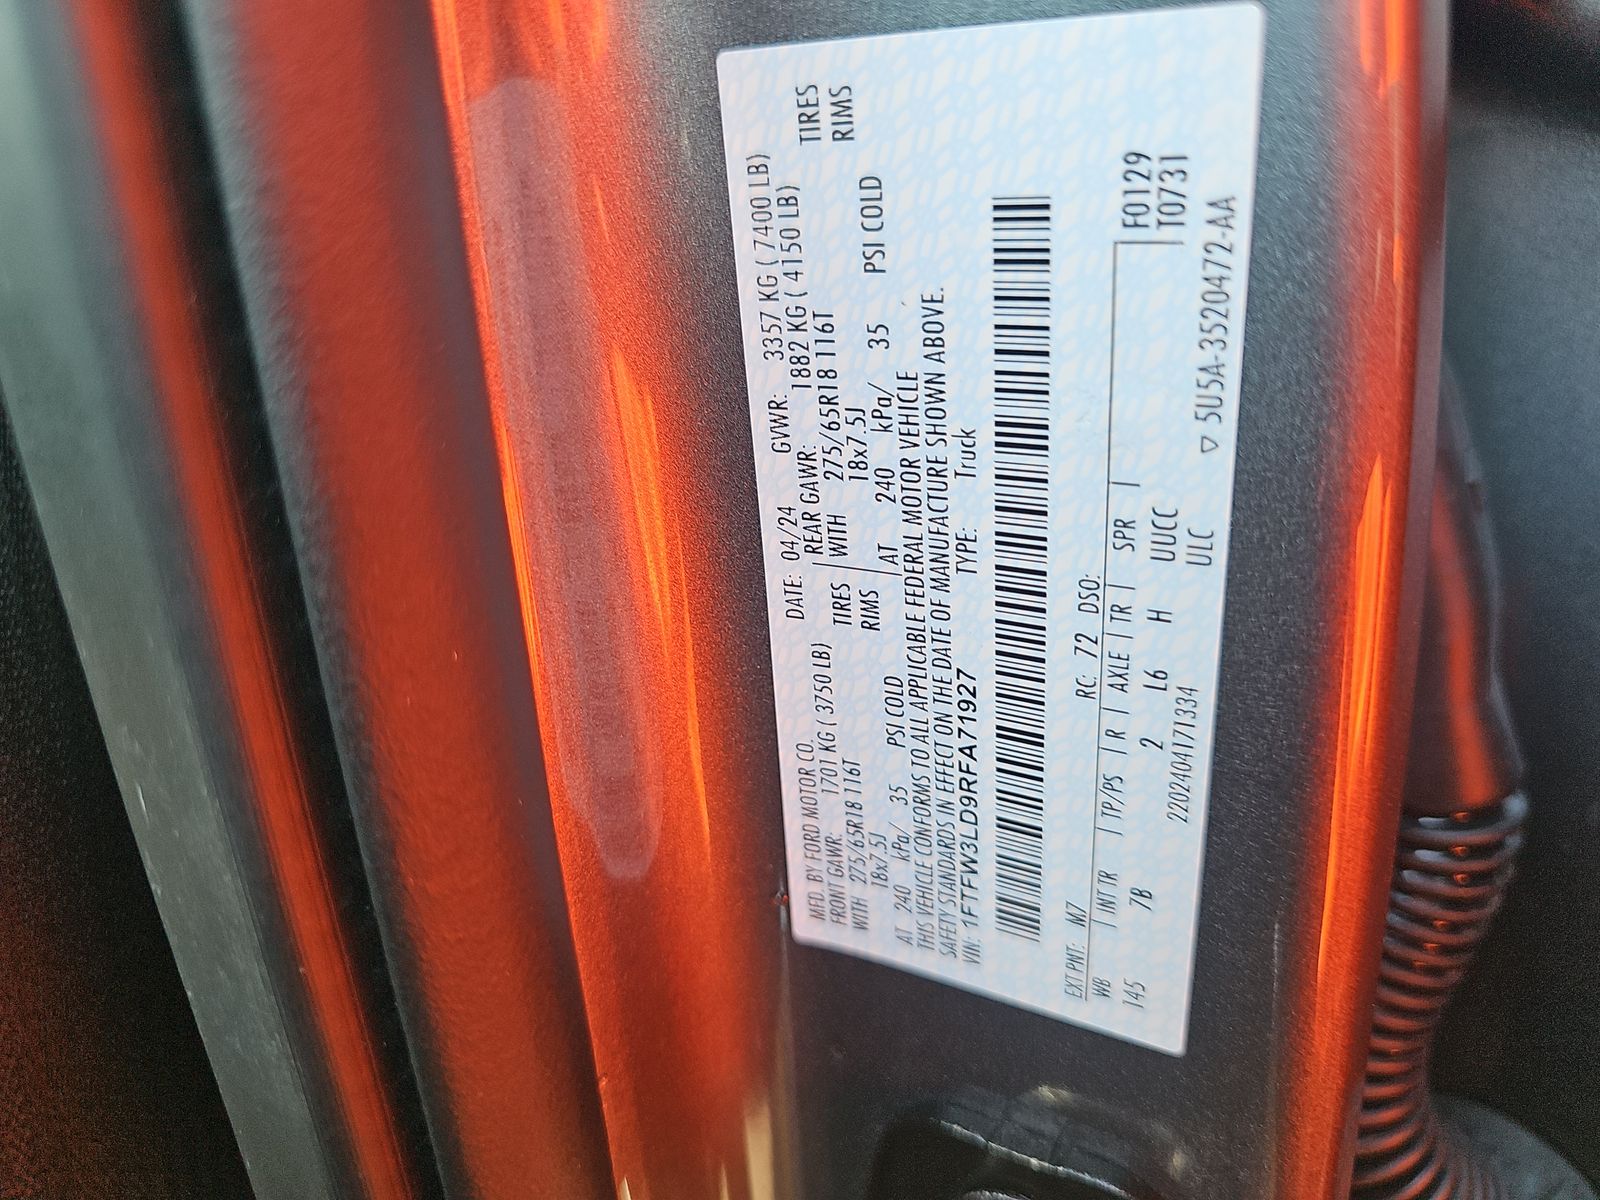 MFD. BY FORD MOTOR CO. DATE: 04/24 GVWR: 3357 KG ( 7400 LB)
FRONT GAWR: 1701 KG ( 3750 LB) REAR GAWR: 1882 KG ( 4150 LB)
WITH 275/65R18 116T TIRES WITH 275/65R18 116T TIRES
18x7.5J RIMS 18x7.5J RIMS
AT 240 kPa/ 35 PSI COLD AT 240 kPa/ 35 PSI COLD
THIS VEHICLE CONFORMS TO ALL APPLICABLE FEDERAL MOTOR VEHICLE
SAFETY STANDARDS IN EFFECT ON THE DATE OF MANUFACTURE SHOWN ABOVE.
VIN: 1FTFW3LD9RFA71927 TYPE: Truck
EXT PNT: M7 RC: 72 DSO: F0129
WB INT TR TP/PS R AXLE TR SPR T0731
145 7B 2 L6 H UUCC
2202404171334 ULC
▽ 5U5A-3520472-AA